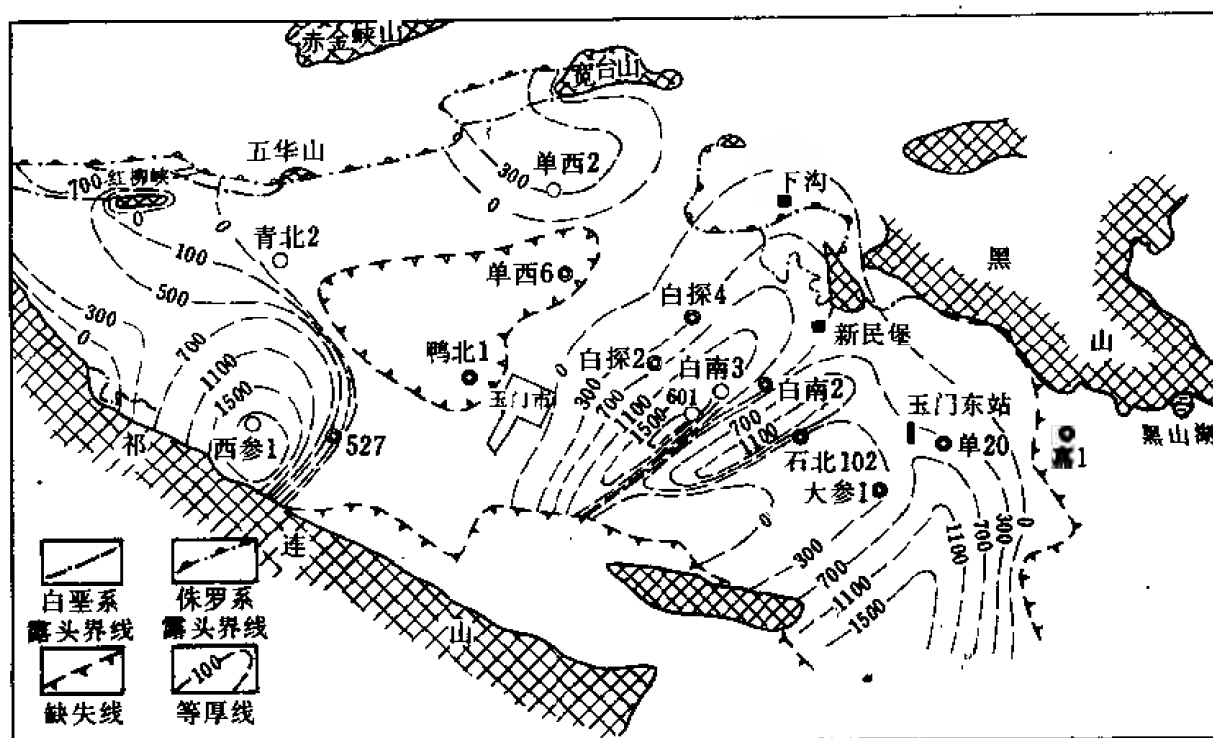 赤金峡山
宽台山
五华山
700
红柳峡
0
0
单西2
300
0
下沟
青北2
100
500
单西6
白探4
黑
山
300
0
700
1100
1500
西参1
527
鸭北1
玉门市
0
白探2
白南3
601
300
700
1100
1500
新民堡
白南2
700
1100
玉门东站
单20
高1
黑山湖
石北102
大参1
0
300
700
1100
1500
1100
700
300
0
祁
连
山
白垩系
露头界线
侏罗系
露头界线
缺失线
100
等厚线